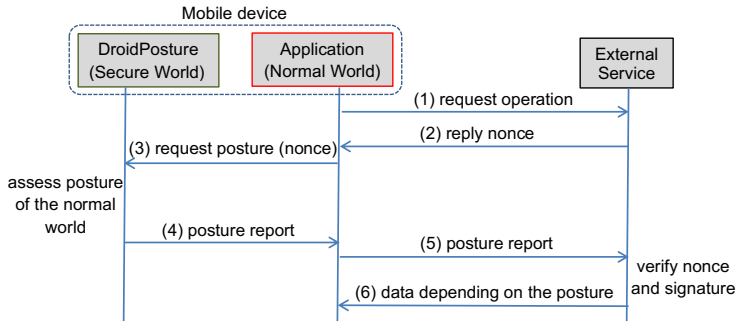 Mobile device
DroidPosture
(Secure World)
Application
(Normal World)
External
Service
(1) request operation
(2) reply nonce
(3) request posture (nonce)
assess posture
of the normal
world
(4) posture report
(5) posture report
verify nonce
and signature
(6) data depending on the posture